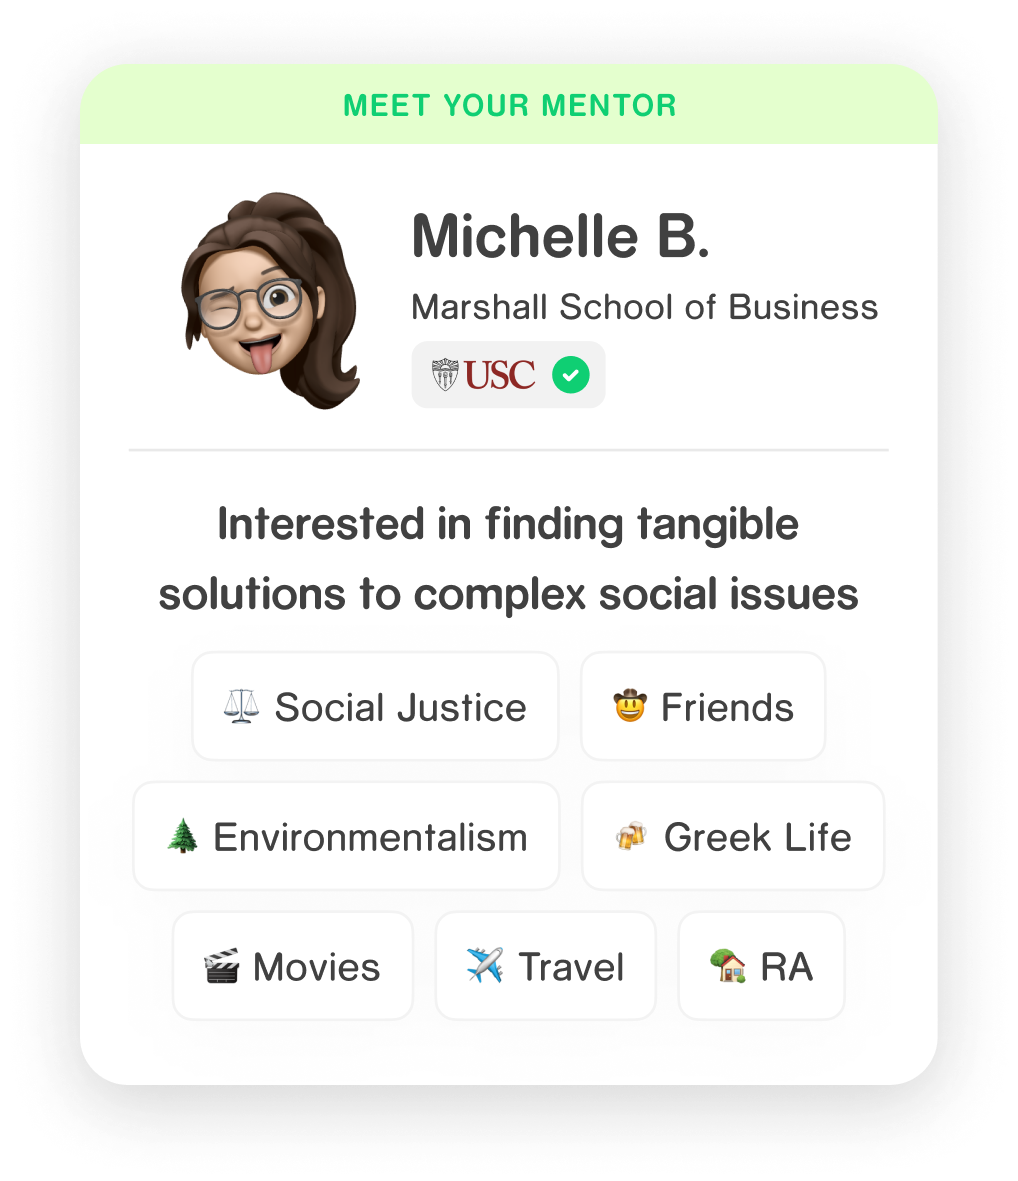 MEET YOUR MENTOR
Michelle B.
Marshall School of Business
USC
Interested in finding tangible
solutions to complex social issues
Social Justice
Friends
Environmentalism
Greek Life
Movies
Travel
RA